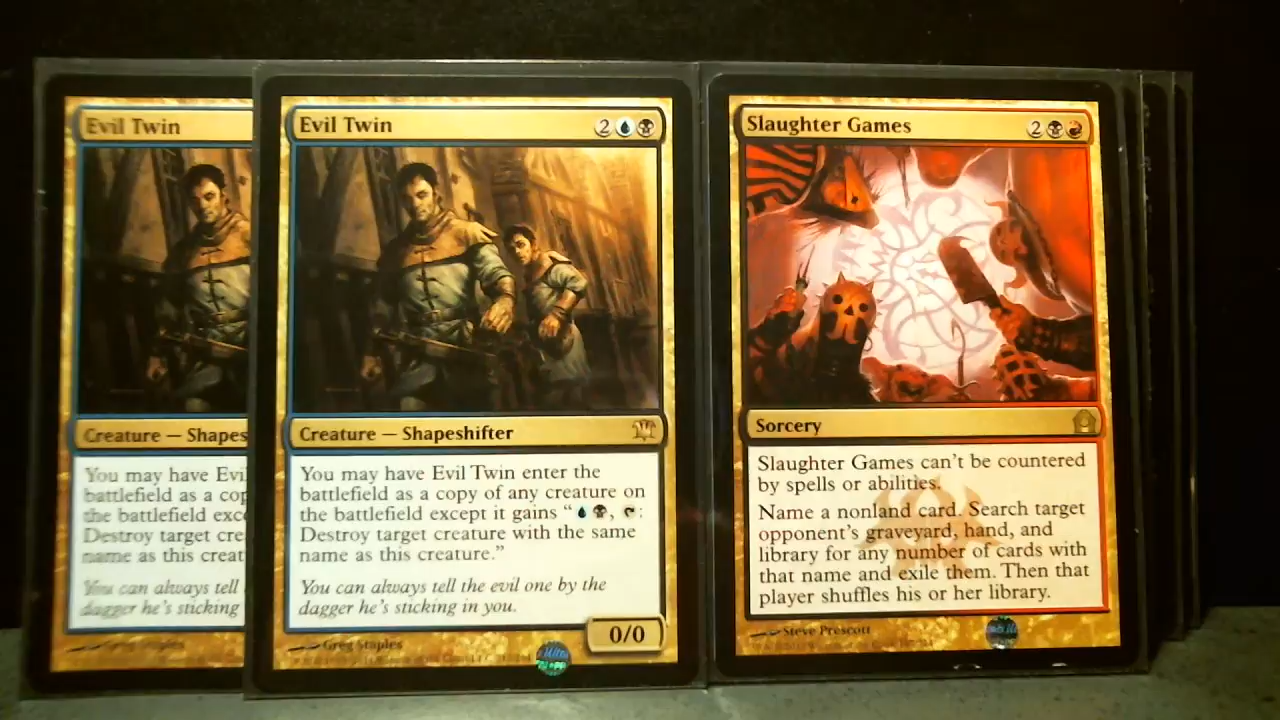 Evil Twin
Creature — Shapes
You may have Evi
battlefield as a cop
the battlefield exc
Destroy target cre
name as this creat
You can always tell
dagger he's sticking
Greg Staples
Evil Twin
2
Creature — Shapeshifter
You may have Evil Twin enter the
battlefield as a copy of any creature on
the battlefield except it gains “ , :
Destroy target creature with the same
name as this creature.”
You can always tell the evil one by the
dagger he's sticking in you.
0/0
Greg Staples
Slaughter Games
2
Sorcery
Slaughter Games can't be countered
by spells or abilities.
Name a nonland card. Search target
opponent's graveyard, hand, and
library for any number of cards with
that name and exile them. Then that
player shuffles his or her library.
Steve Prescott